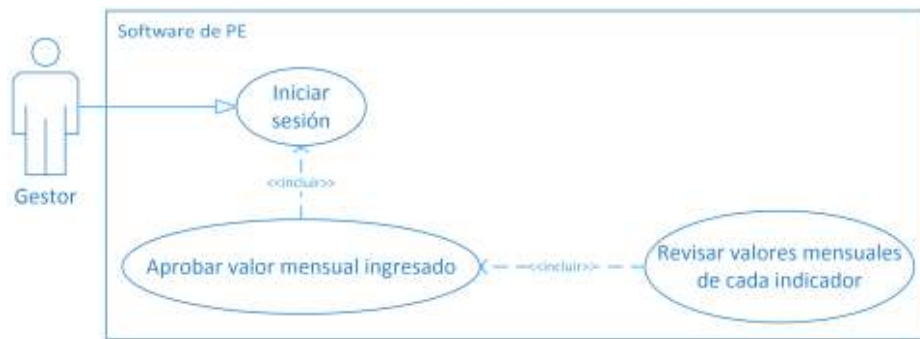 Software de PE
Iniciar
sesión
<<incluir>>
Gestor
Aprobar valor mensual ingresado
<<incluir>>
Revisar valores mensuales
de cada indicador